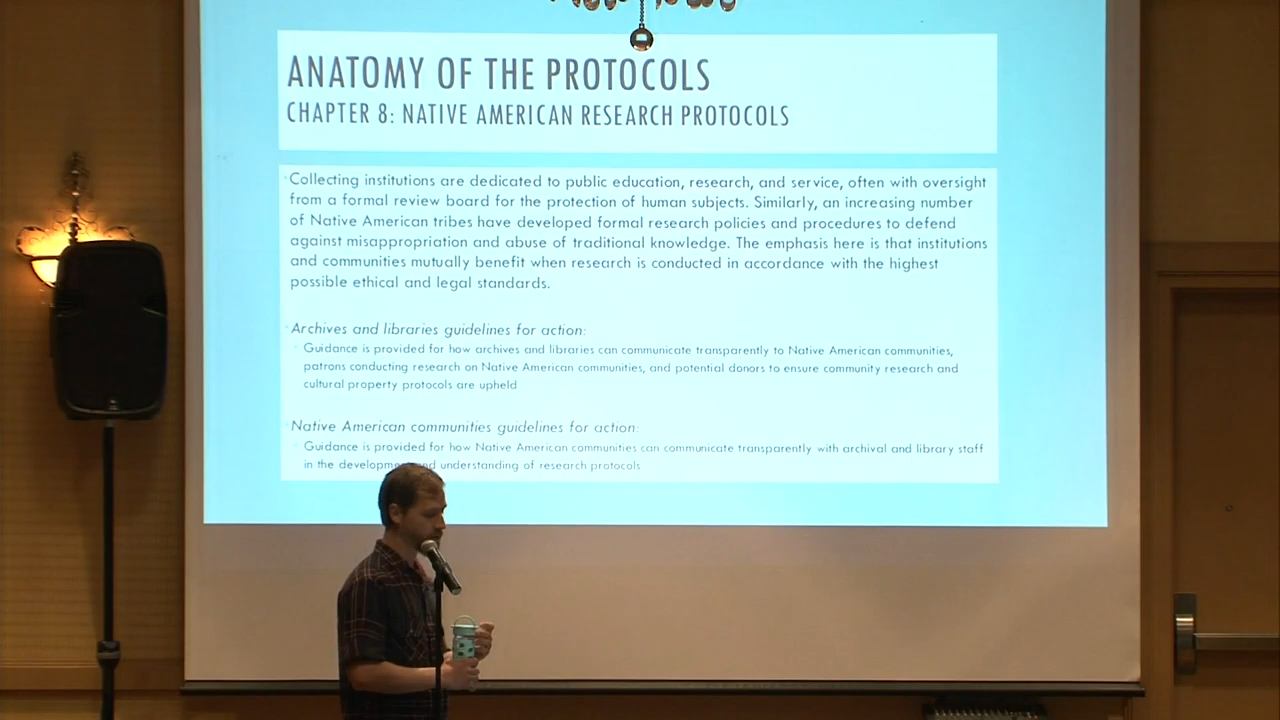 ANATOMY OF THE PROTOCOLS
CHAPTER 8: NATIVE AMERICAN RESEARCH PROTOCOLS
Collecting institutions are dedicated to public education, research, and service, often with oversight
from a formal review board for the protection of human subjects. Similarly, an increasing number
of Native American tribes have developed formal research policies and procedures to defend
against misappropriation and abuse of traditional knowledge. The emphasis here is that institutions
and communities mutually benefit when research is conducted in accordance with the highest
possible ethical and legal standards.
Archives and libraries guidelines for action:
Guidance is provided for how archives and libraries can communicate transparently to Native American communities,
patrons conducting research on Native American communities, and potential donors to ensure community research and
cultural property protocols are upheld
Native American communities guidelines for action:
Guidance is provided for how Native American communities can communicate transparently with archival and library staff
in the understanding of research protocols